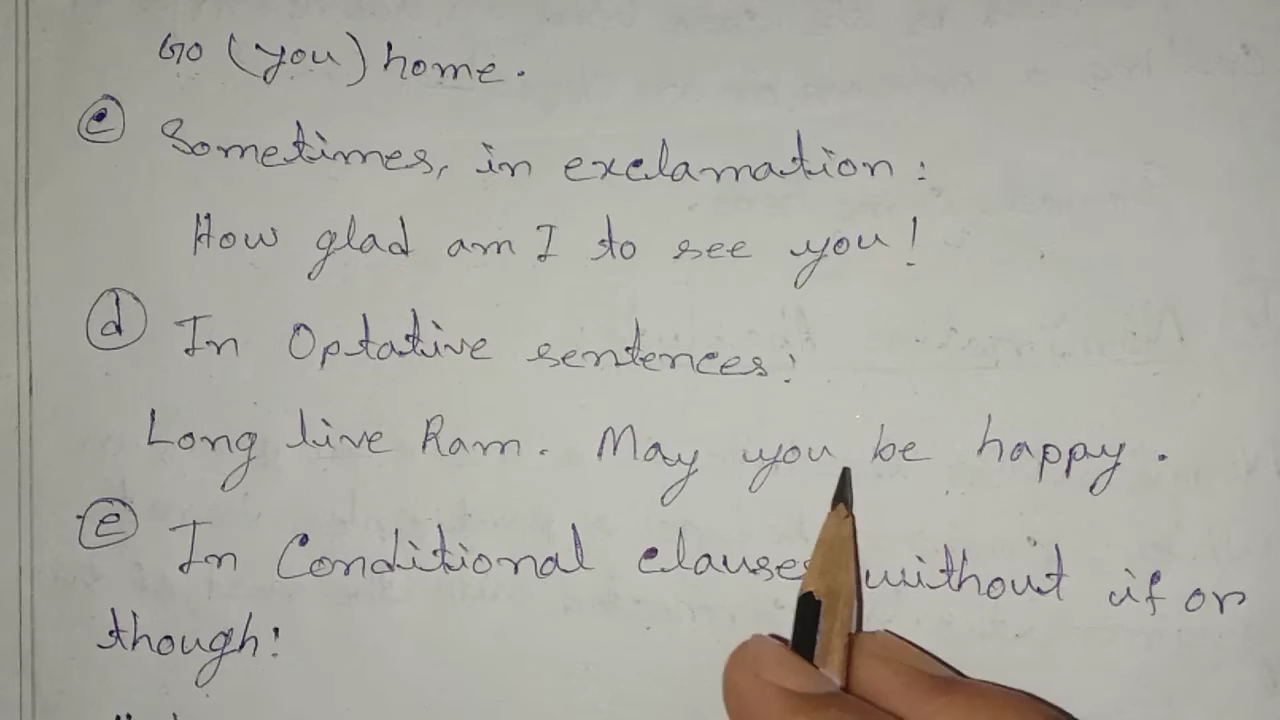 Go (you) home.
ⓒ Sometimes, in exclamation:
How glad am I to see you!
ⓓ In Optative sentences:
Long live Ram. May you be happy.
ⓔ In Conditional clauses without if or
though: